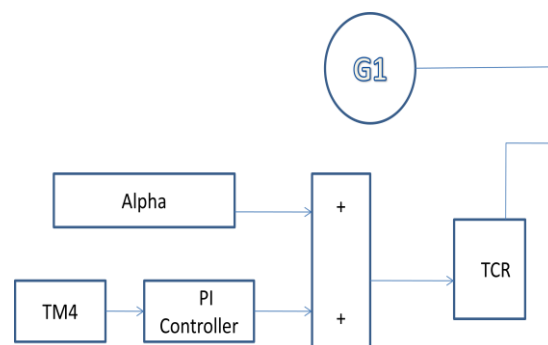 G1
Alpha
+
TCR
TM4
PI
Controller
+